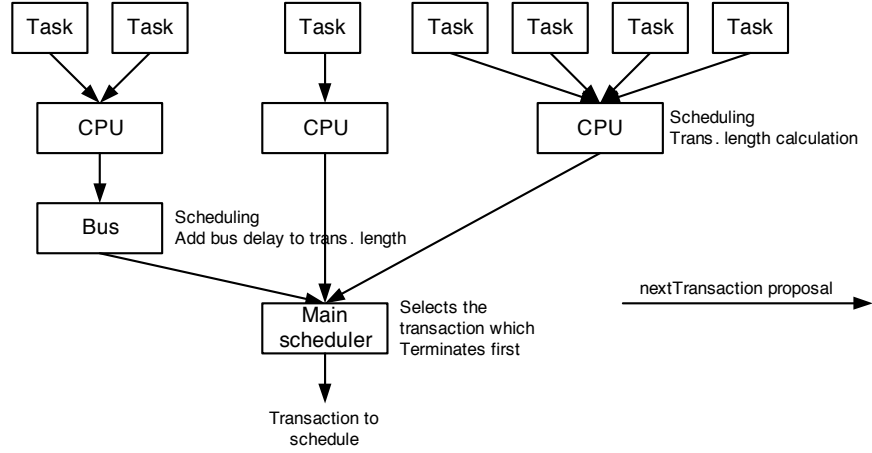 Task Task Task Task Task Task Task
CPU CPU CPU
Scheduling
Trans. length calculation
Bus
Scheduling
Add bus delay to trans. length
Main
scheduler
Selects the
transaction which
Terminates first
nextTransaction proposal
Transaction to
schedule